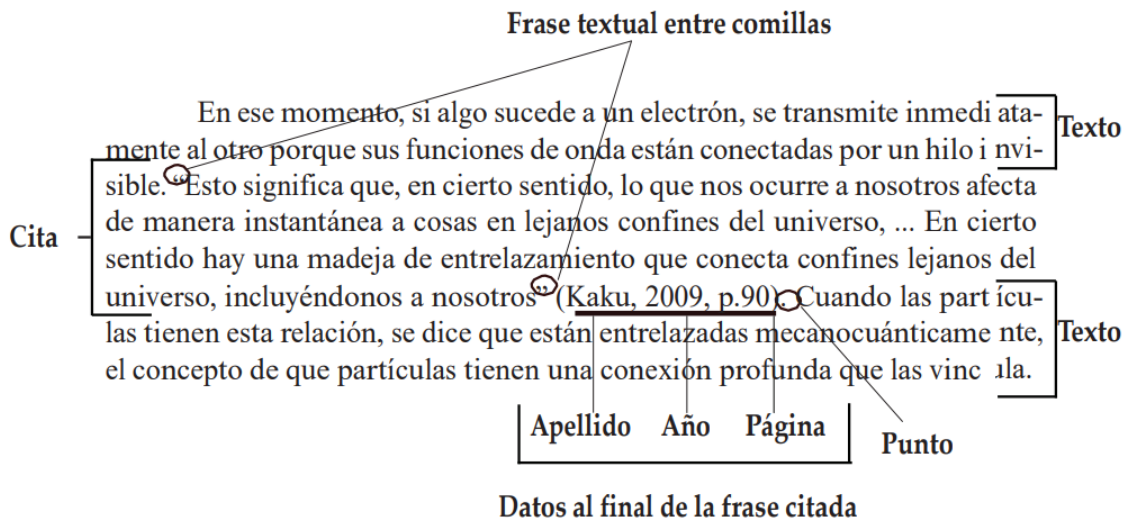 Frase textual entre comillas
En ese momento, si algo sucede a un electrón, se transmite inmedi ata-
mente al otro porque sus funciones de onda están conectadas por un hilo i nvi-
sible. “Esto significa que, en cierto sentido, lo que nos ocurre a nosotros afecta
de manera instantánea a cosas en lejanos confines del universo, ... En cierto
sentido hay una madeja de entrelazamiento que conecta confines lejanos del
universo, incluyéndonos a nosotros” (Kaku, 2009, p.90). Cuando las part ícu-
las tienen esta relación, se dice que están entrelazadas mecanocuánticame nte,
el concepto de que partículas tienen una conexión profunda que las vinc ula.
Texto
Cita
Texto
Apellido Año Página
Punto
Datos al final de la frase citada